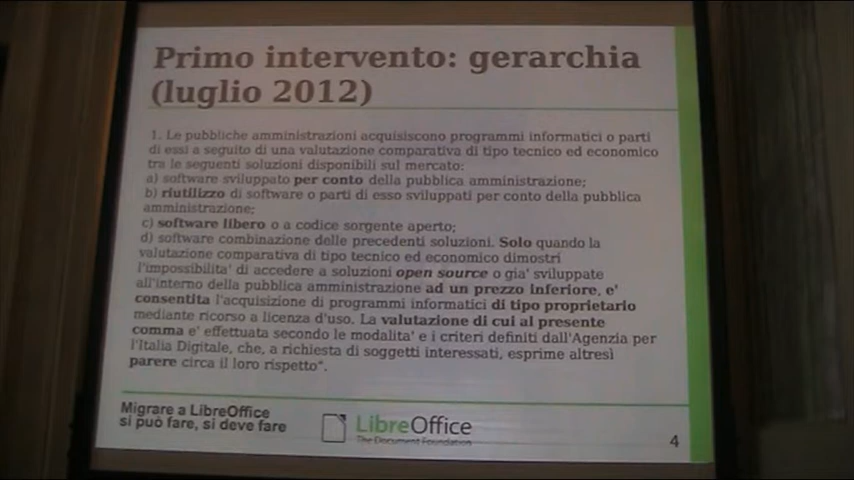 Primo intervento: gerarchia
(luglio 2012)
1. Le pubbliche amministrazioni acquisiscono programmi informatici o parti
di essi a seguito di una valutazione comparativa di tipo tecnico ed economico
tra le seguenti soluzioni disponibili sul mercato:
a) software sviluppato per conto della pubblica amministrazione;
b) riutilizzo di software o parti di esso sviluppati per conto della pubblica
amministrazione;
c) software libero o a codice sorgente aperto;
d) software combinazione delle precedenti soluzioni. Solo quando la
valutazione comparativa di tipo tecnico ed economico dimostri
l'impossibilita' di accedere a soluzioni open source o gia' sviluppate
all'interno della pubblica amministrazione ad un prezzo inferiore, e'
consentita l'acquisizione di programmi informatici di tipo proprietario
mediante ricorso a licenza d'uso. La valutazione di cui al presente
comma e' effettuata secondo le modalita' e i criteri definiti dall'Agenzia per
l'Italia Digitale, che, a richiesta di soggetti interessati, esprime altresì
parere circa il loro rispetto".
Migrare a LibreOffice
si può fare, si deve fare
LibreOffice
The Document Foundation
4